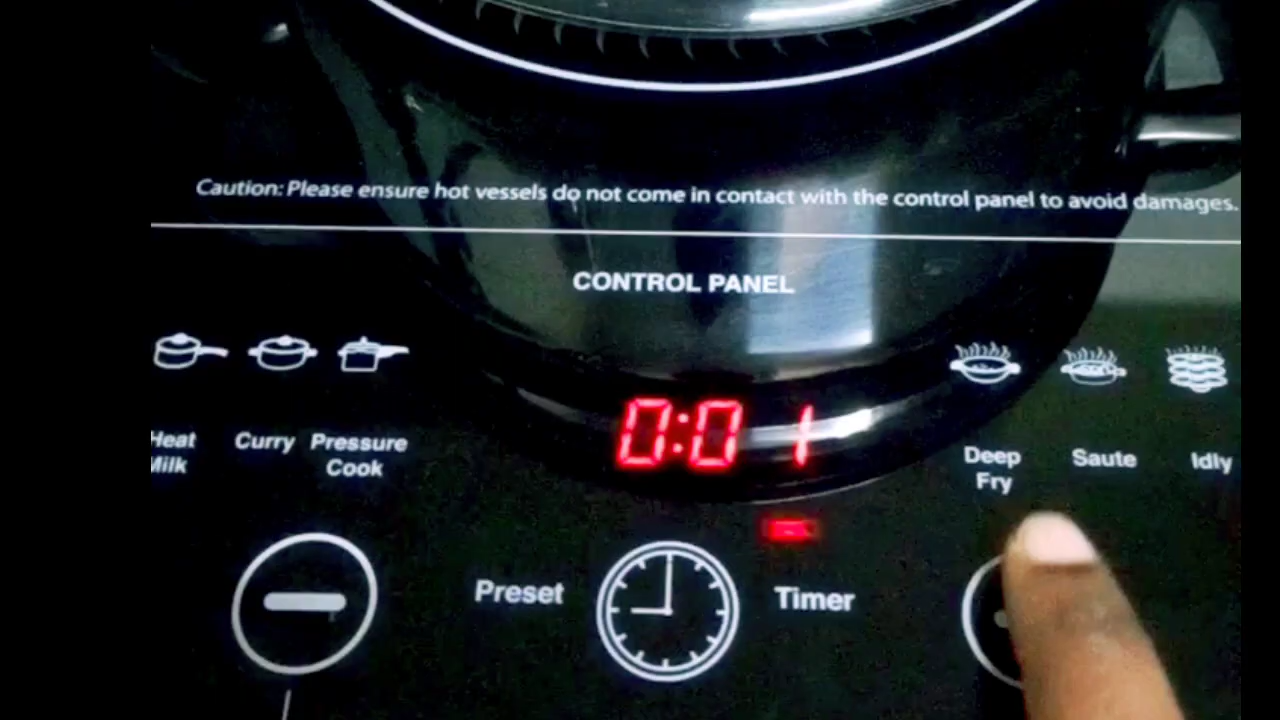 Caution: Please ensure hot vessels do not come in contact with the control panel to avoid damages.
CONTROL PANEL
Heat Milk
Curry
Pressure Cook
0:01
Deep Fry
Saute
Idly
Preset
Timer